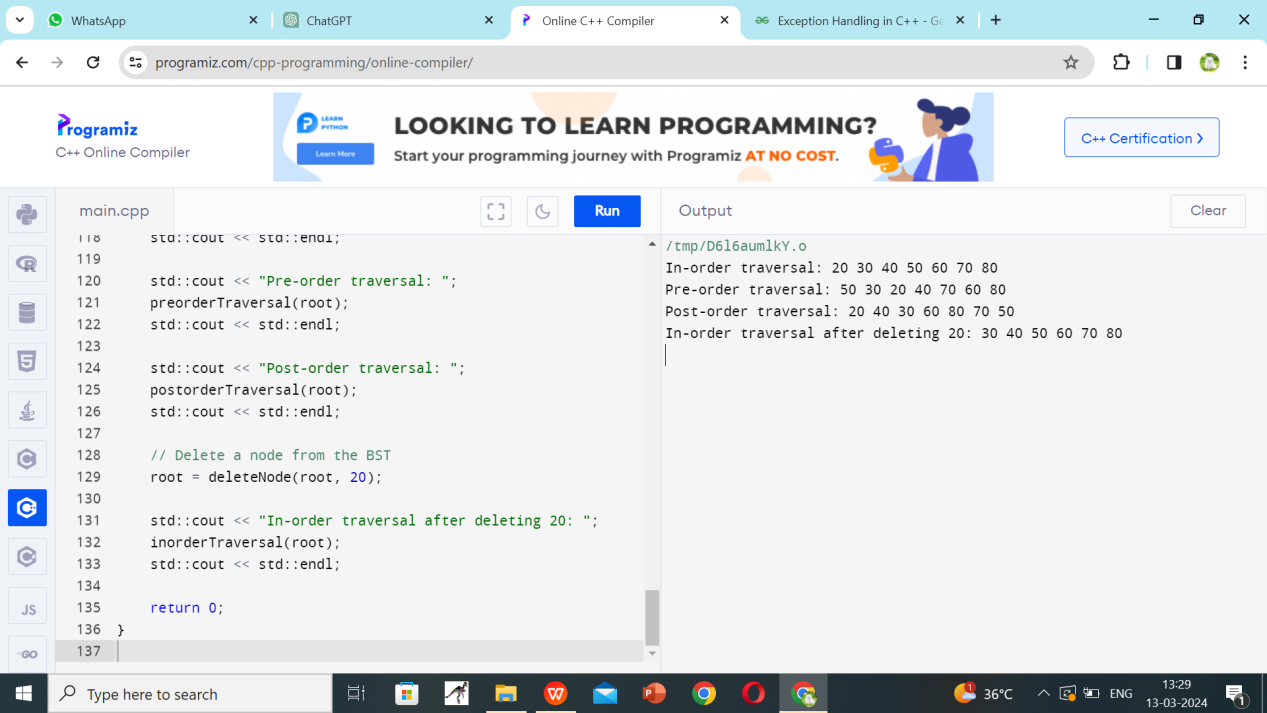 WhatsApp
ChatGPT
Online C++ Compiler
Exception Handling in C++ - Ge
programiz.com/cpp-programming/online-compiler/
Programiz
C++ Online Compiler
LEARN
PYTHON
Learn More
LOOKING TO LEARN PROGRAMMING?
Start your programming journey with Programiz AT NO COST.
C++ Certification
main.cpp
Run
Output
Clear
118 std::cout << std::endl;
119
120 std::cout << "Pre-order traversal: ";
121 preorderTraversal(root);
122 std::cout << std::endl;
123
124 std::cout << "Post-order traversal: ";
125 postorderTraversal(root);
126 std::cout << std::endl;
127
128 // Delete a node from the BST
129 root = deleteNode(root, 20);
130
131 std::cout << "In-order traversal after deleting 20: ";
132 inorderTraversal(root);
133 std::cout << std::endl;
134
135 return 0;
136 }
137
/tmp/D6l6aumlkY.o
In-order traversal: 20 30 40 50 60 70 80
Pre-order traversal: 50 30 20 40 70 60 80
Post-order traversal: 20 40 30 60 80 70 50
In-order traversal after deleting 20: 30 40 50 60 70 80
JS
GO
Type here to search
1
36°C
ENG
13:29
13-03-2024
1